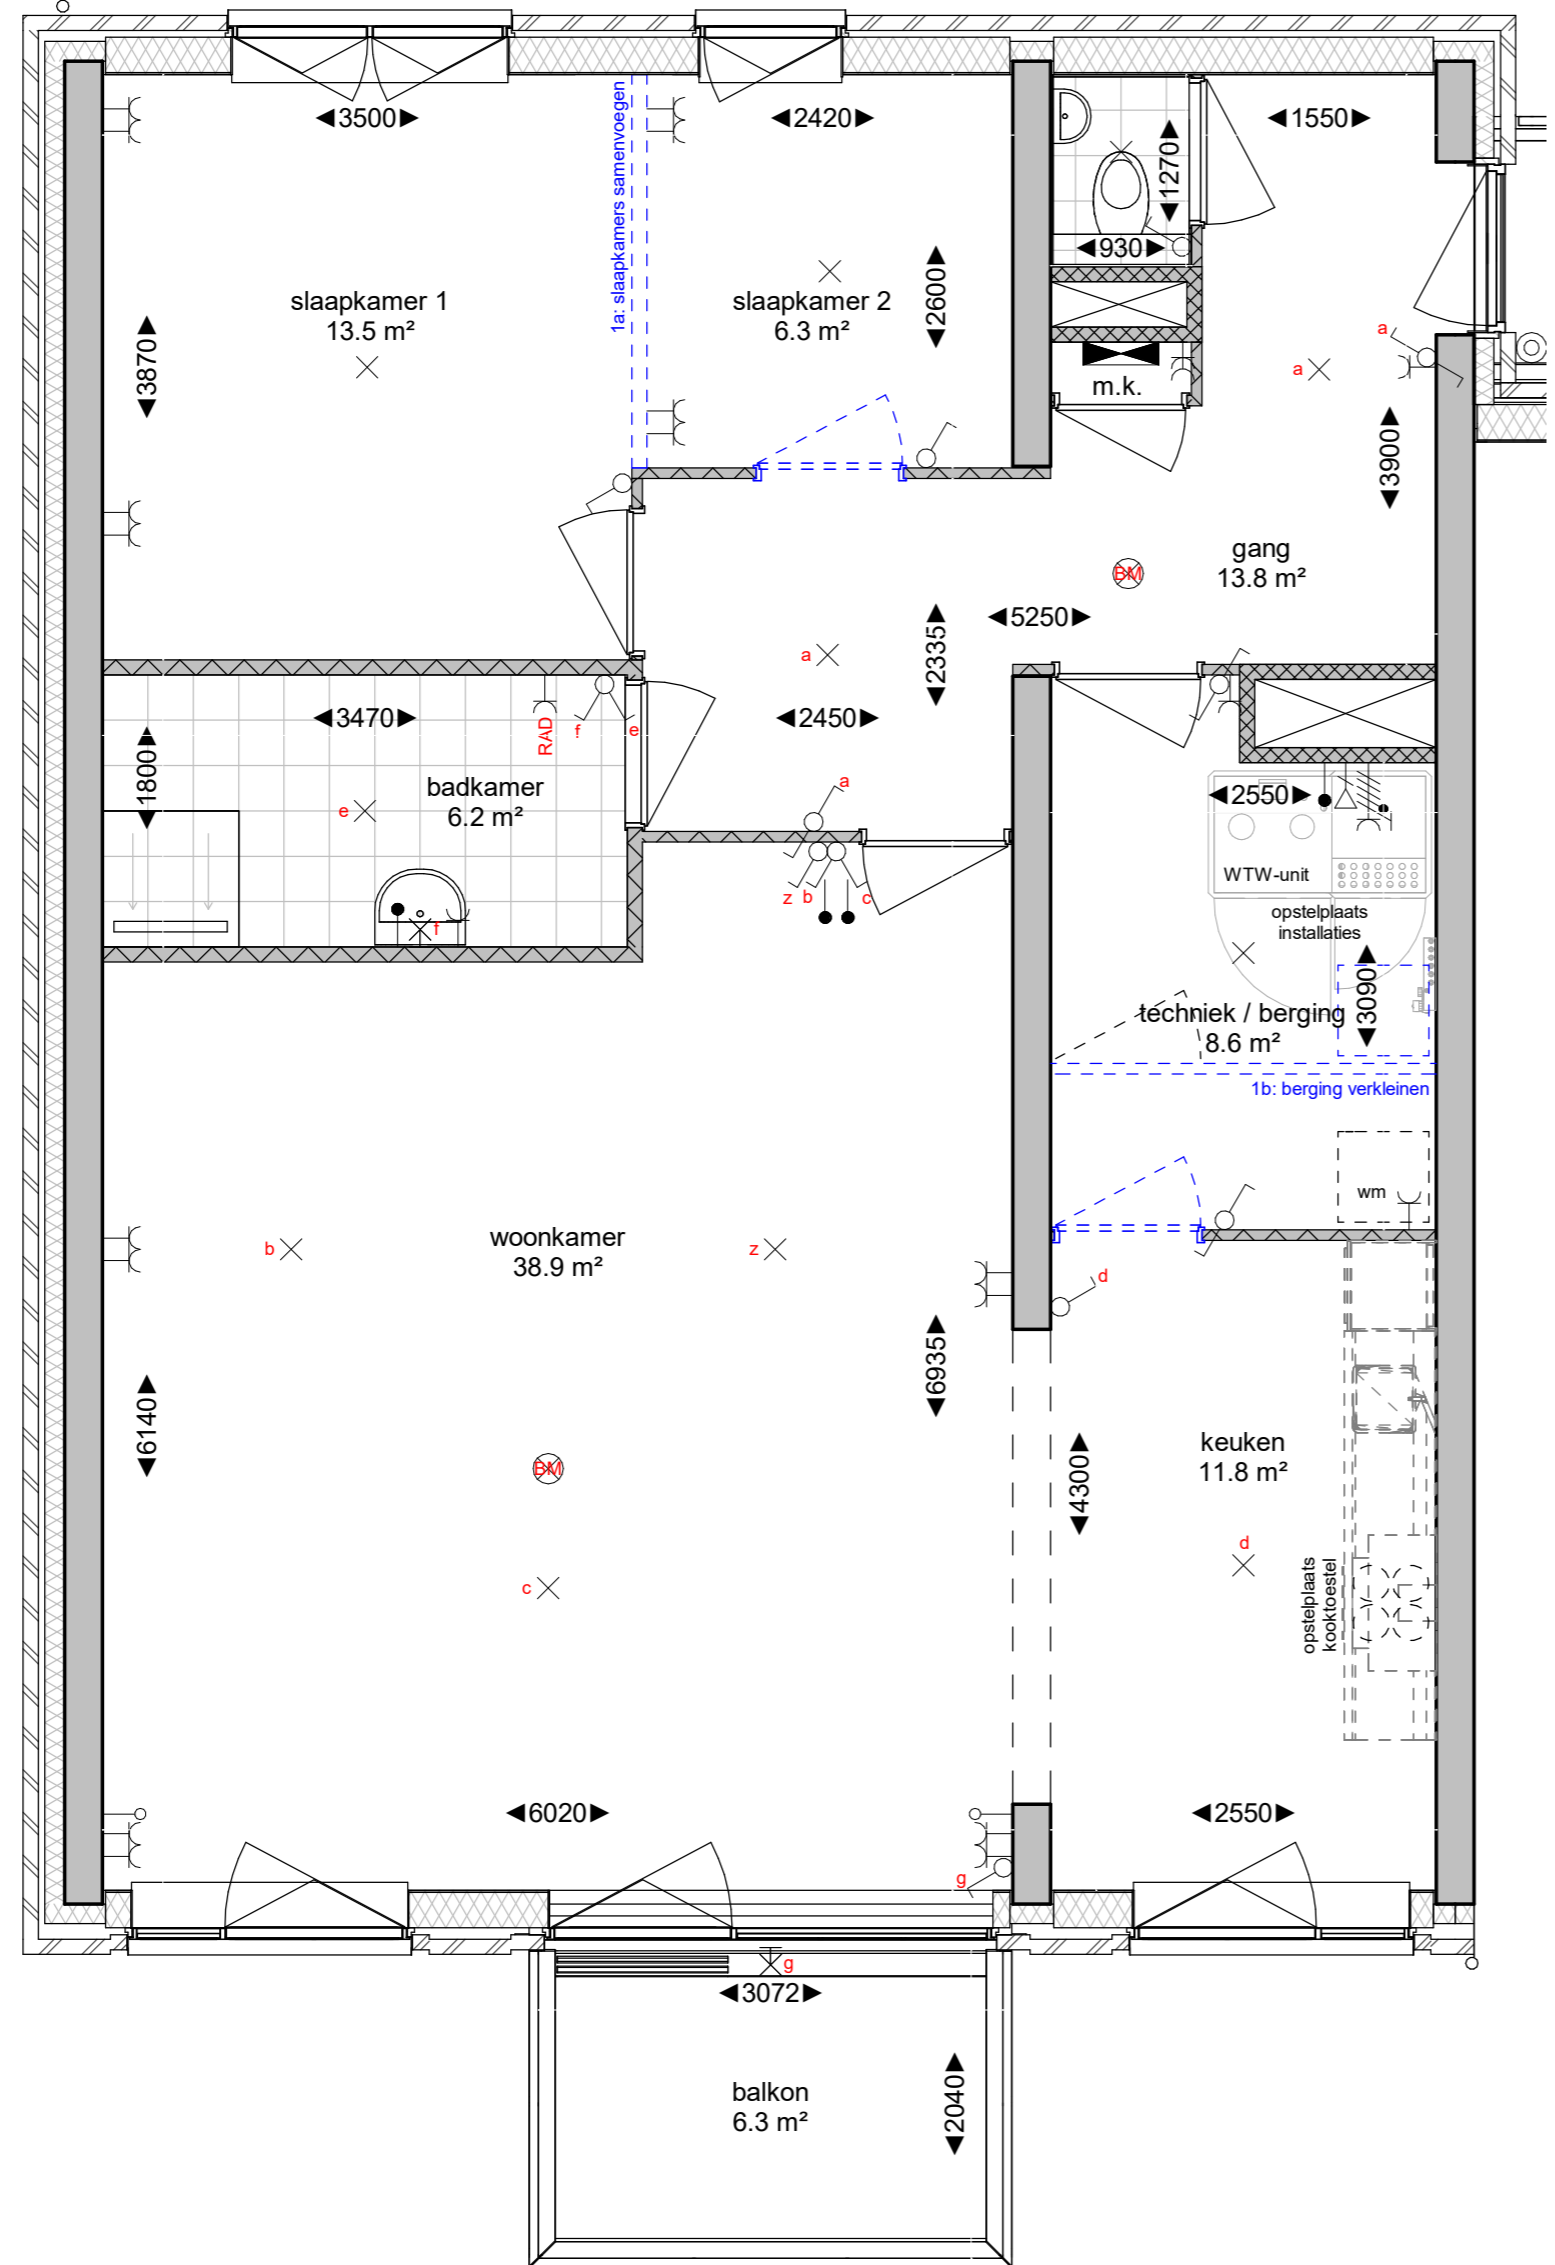 3500
2420
1550
1a: slaapkamers samenvoegen
1270
930
slaapkamer 1
13.5 m²
slaapkamer 2
6.3 m²
2600
3870
a
a
m.k.
3900
gang
13.8 m²
BM
5250
2335
a
2450
3470
RAD
f
e
1800
badkamer
6.2 m²
e
f
a
z
b
c
2550
WTW-unit
opstelplaats
installaties
3090
techniek / berging
8.6 m²
1b: berging verkleinen
wm
woonkamer
38.9 m²
b
z
d
6935
6140
BM
4300
keuken
11.8 m²
d
c
opstelplaats
kooktoestel
6020
2550
g
g
3072
balkon
6.3 m²
2040